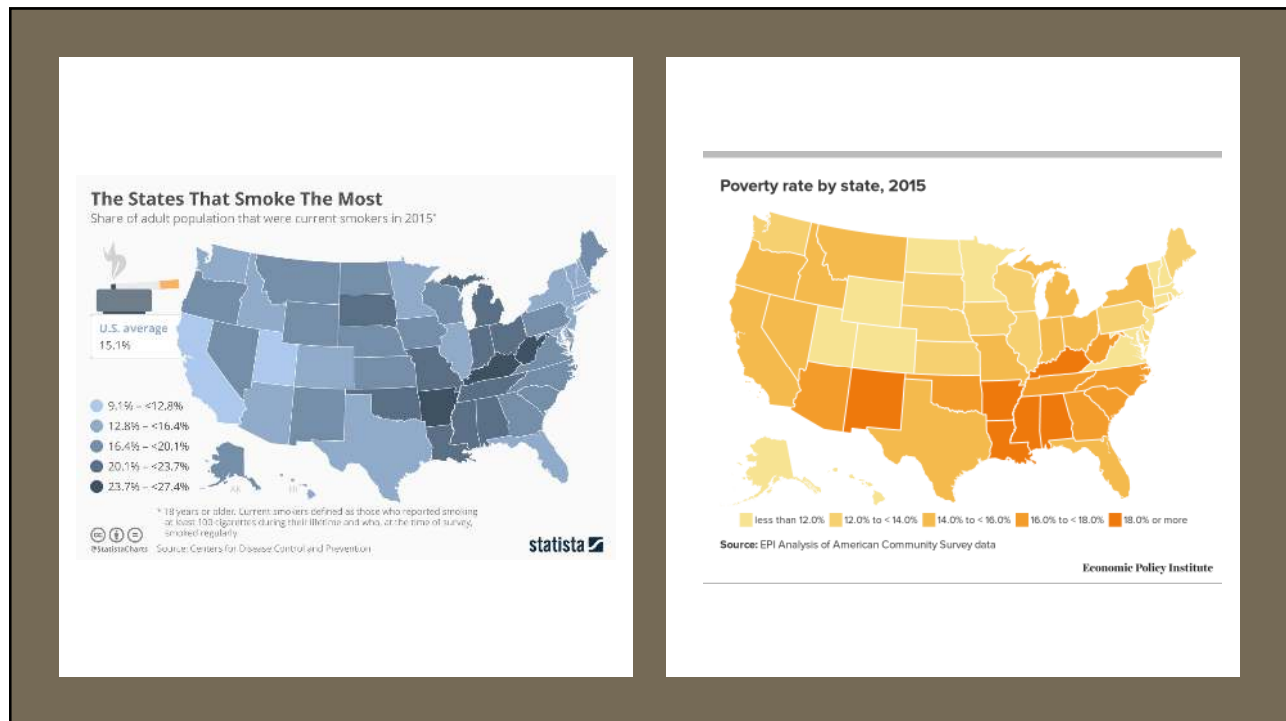 The States That Smoke The Most
Share of adult population that were current smokers in 2015*
U.S. average
15.1%
9.1% – <12.8%
12.8% – <16.4%
16.4% – <20.1%
20.1% – <23.7%
23.7% – <27.4%
AK
HI
* 18 years or older. Current smokers defined as those who reported smoking
at least 100 cigarettes during their lifetime and who, at the time of survey,
smoked regularly
@StatistaCharts Source: Centers for Disease Control and Prevention
statista
Poverty rate by state, 2015
less than 12.0% 12.0% to < 14.0% 14.0% to < 16.0% 16.0% to < 18.0% 18.0% or more
Source: EPI Analysis of American Community Survey data
Economic Policy Institute